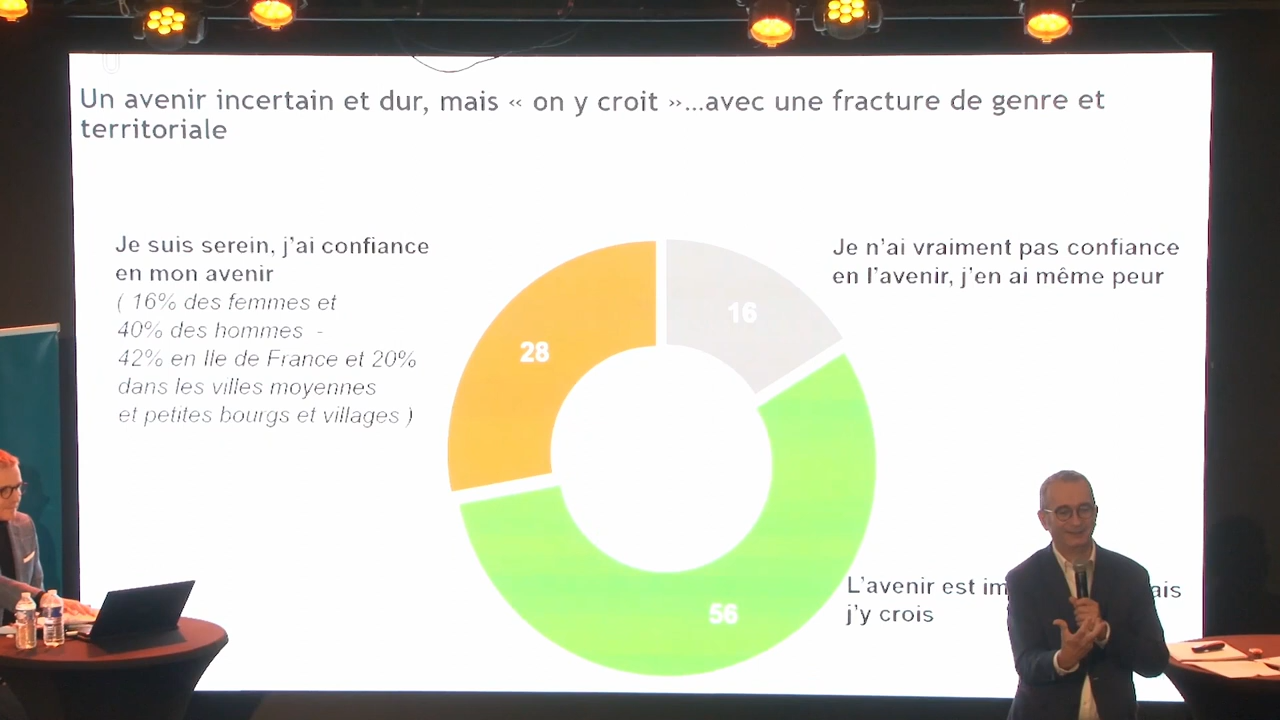 Un avenir incertain et dur, mais « on y croit »...avec une fracture de genre et
territoriale
Je suis serein, j'ai confiance
en mon avenir
( 16% des femmes et
40% des hommes -
42% en Ile de France et 20%
dans les villes moyennes
et petites bourgs et villages )
Je n'ai vraiment pas confiance
en l'avenir, j'en ai même peur
16
28
56
L'avenir est
j'y crois